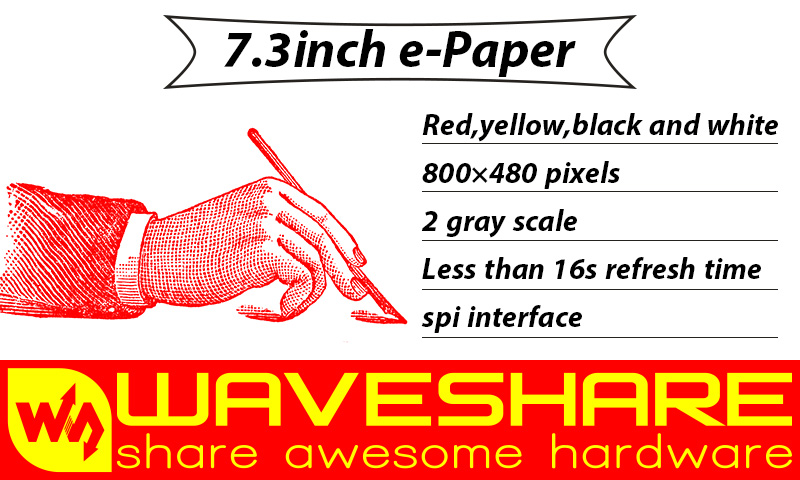 7.3inch e-Paper
Red,yellow,black and white
800×480 pixels
2 gray scale
Less than 16s refresh time
spi interface
WAVESHARE
share awesome hardware